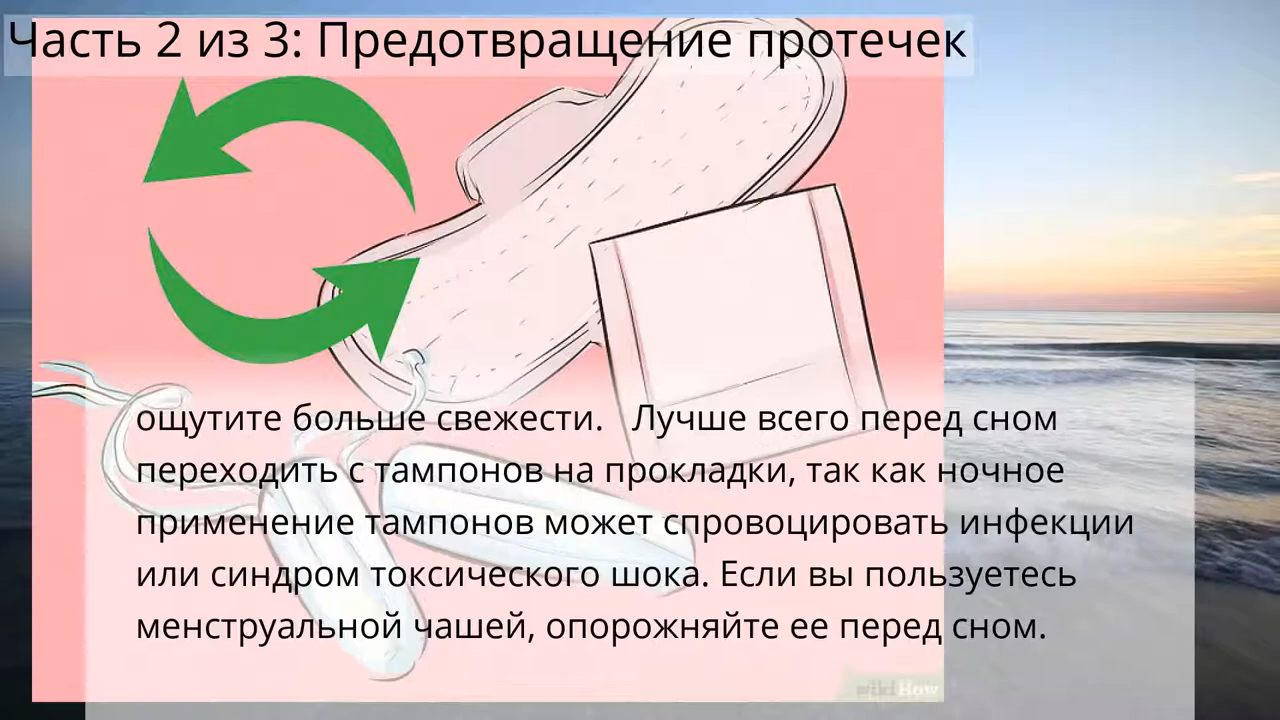 Часть 2 из 3: Предотвращение протечек
ощутите больше свежести. Лучше всего перед сном
переходить с тампонов на прокладки, так как ночное
применение тампонов может спровоцировать инфекции
или синдром токсического шока. Если вы пользуетесь
менструальной чашей, опорожняйте ее перед сном.
wikiHow